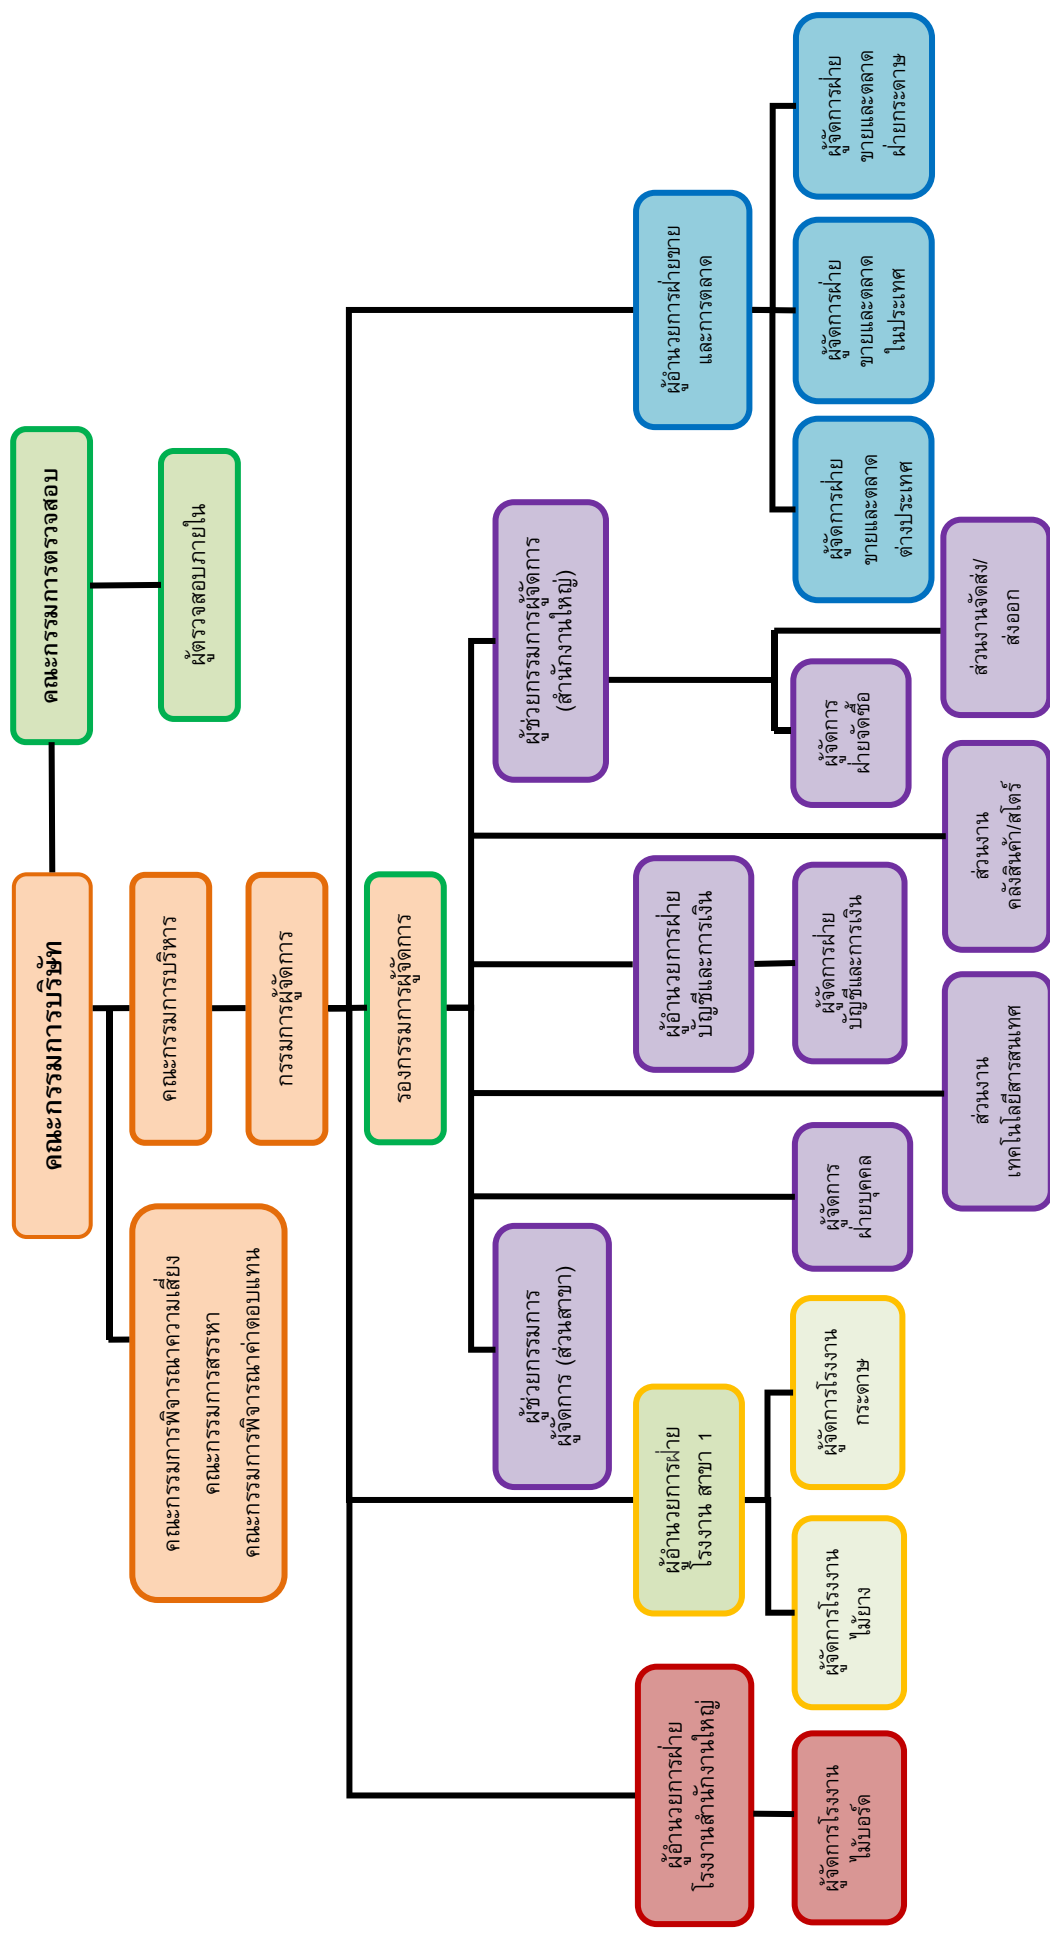 คณะกรรมการบริษัท
คณะกรรมการตรวจสอบ
ผู้ตรวจสอบภายใน
คณะกรรมการบริหาร
คณะกรรมการพิจารณาความเสี่ยง
คณะกรรมการสรรหา
คณะกรรมการพิจารณาค่าตอบแทน
กรรมการผู้จัดการ
รองกรรมการผู้จัดการ
ผู้ช่วยกรรมการ
ผู้จัดการ (ส่วนสาขา)
ผู้ช่วยกรรมการผู้จัดการ
(สำนักงานใหญ่)
ผู้อำนวยการฝ่าย
โรงงานสำนักงานใหญ่
ผู้อำนวยการฝ่าย
โรงงาน สาขา 1
ผู้อำนวยการฝ่าย
บัญชีและการเงิน
ผู้อำนวยการฝ่ายขาย
และการตลาด
ผู้จัดการโรงงาน
ไม้บอร์ด
ผู้จัดการโรงงาน
ไม้ยาง
ผู้จัดการโรงงาน
กระดาษ
ผู้จัดการ
ฝ่ายบุคคล
ผู้จัดการฝ่าย
บัญชีและการเงิน
ผู้จัดการ
ฝ่ายจัดซื้อ
ผู้จัดการฝ่าย
ขายและตลาด
ต่างประเทศ
ผู้จัดการฝ่าย
ขายและตลาด
ในประเทศ
ผู้จัดการฝ่าย
ขายและตลาด
ฝ่ายกระดาษ
ส่วนงาน
เทคโนโลยีสารสนเทศ
ส่วนงาน
คลังสินค้า/สโตร์
ส่วนงานจัดส่ง/
ส่งออก